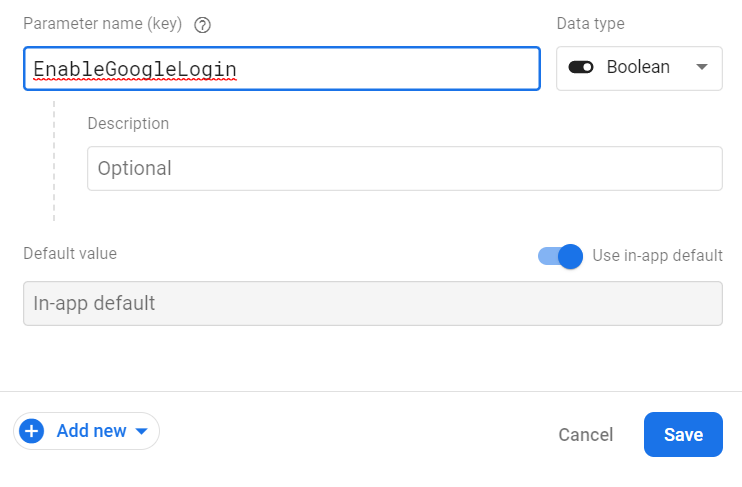 Parameter name (key)
Data type
EnableGoogleLogin
Boolean
Description
Optional
Default value
Use in-app default
In-app default
Add new
Cancel
Save